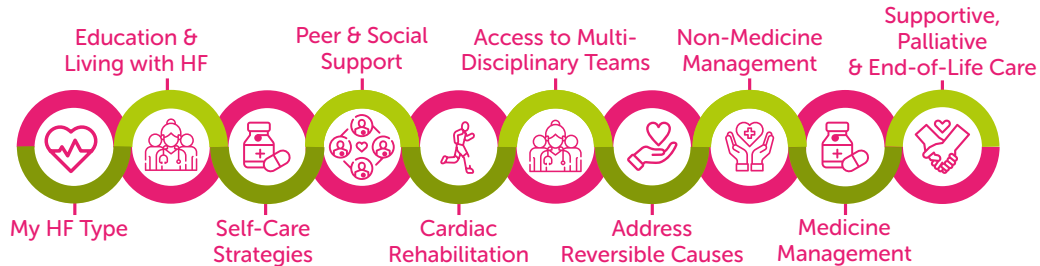 My HF Type
Education &
Living with HF
Self-Care
Strategies
Peer & Social
Support
Cardiac
Rehabilitation
Access to Multi-
Disciplinary Teams
Address
Reversible Causes
Non-Medicine
Management
Medicine
Management
Supportive,
Palliative
& End-of-Life Care